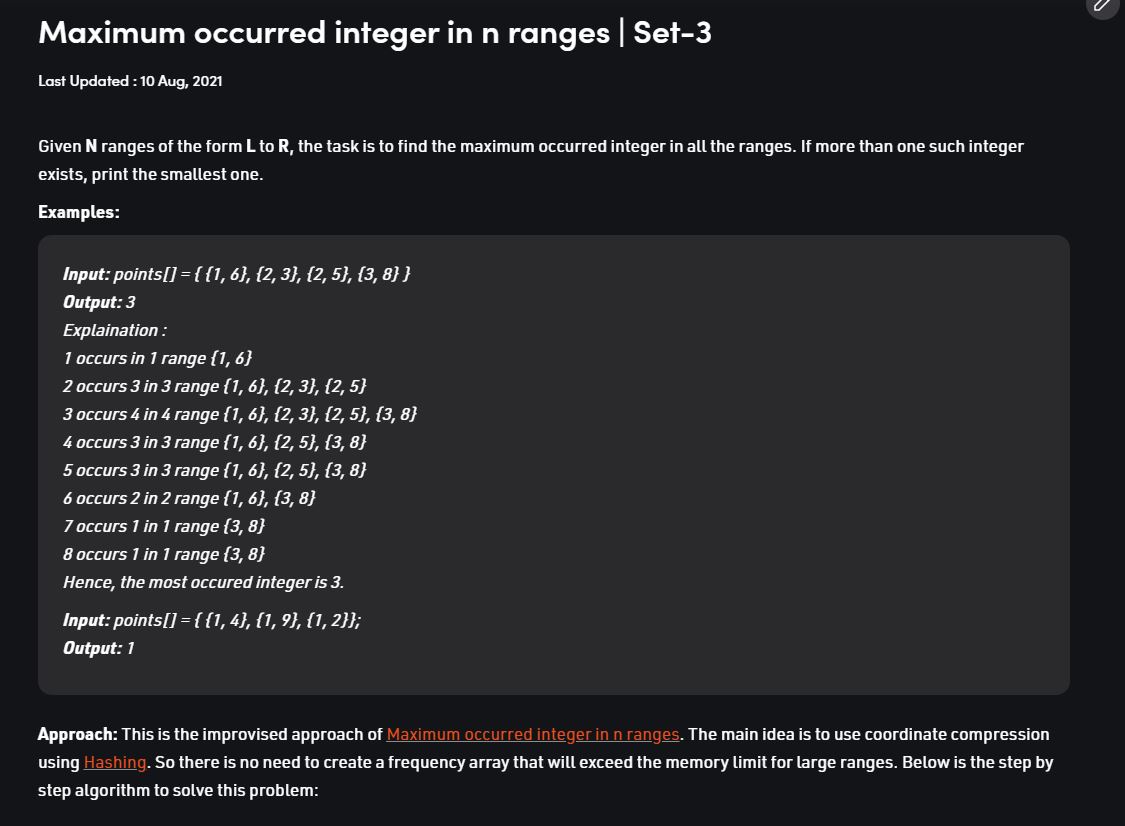 Maximum occurred integer in n ranges | Set-3
Last Updated : 10 Aug, 2021
Given N ranges of the form L to R, the task is to find the maximum occurred integer in all the ranges. If more than one such integer
exists, print the smallest one.
Examples:
Input: points[] = { {1, 6}, {2, 3}, {2, 5}, {3, 8} }
Output: 3
Explaination :
1 occurs in 1 range {1, 6}
2 occurs 3 in 3 range {1, 6}, {2, 3}, {2, 5}
3 occurs 4 in 4 range {1, 6}, {2, 3}, {2, 5}, {3, 8}
4 occurs 3 in 3 range {1, 6}, {2, 5}, {3, 8}
5 occurs 3 in 3 range {1, 6}, {2, 5}, {3, 8}
6 occurs 2 in 2 range {1, 6}, {3, 8}
7 occurs 1 in 1 range {3, 8}
8 occurs 1 in 1 range {3, 8}
Hence, the most occured integer is 3.
Input: points[] = { {1, 4}, {1, 9}, {1, 2}};
Output: 1
Approach: This is the improvised approach of Maximum occurred integer in n ranges. The main idea is to use coordinate compression
using Hashing. So there is no need to create a frequency array that will exceed the memory limit for large ranges. Below is the step by
step algorithm to solve this problem: